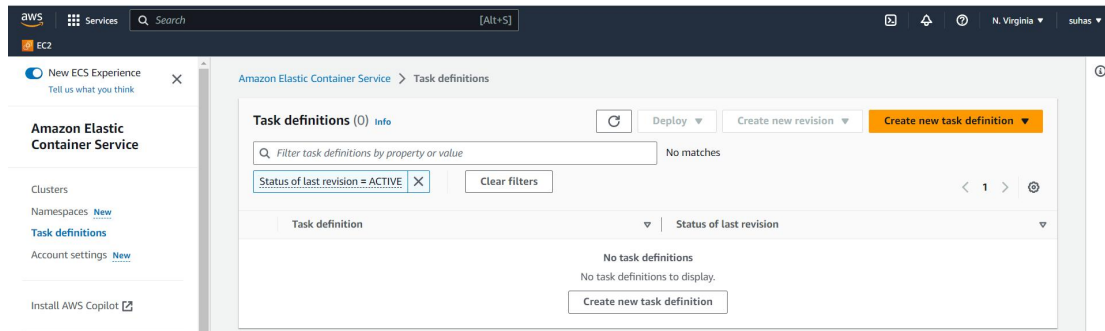 aws Services Search [Alt+S] N. Virginia suhas
EC2
New ECS Experience
Tell us what you think
Amazon Elastic
Container Service
Clusters
Namespaces New
Task definitions
Account settings New
Install AWS Copilot
Amazon Elastic Container Service > Task definitions
Task definitions (0) Info Deploy Create new revision Create new task definition
Filter task definitions by property or value No matches
Status of last revision = ACTIVE Clear filters
< 1 >
Task definition Status of last revision
No task definitions
No task definitions to display.
Create new task definition